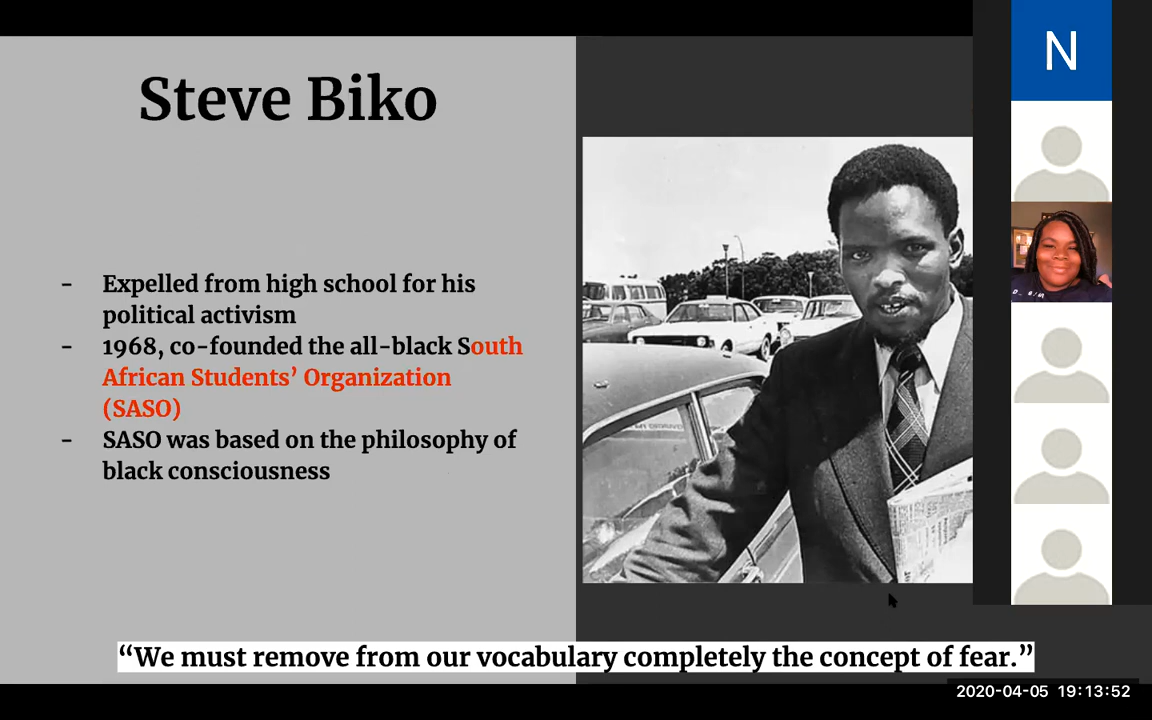 Steve Biko
- Expelled from high school for his
political activism
- 1968, co-founded the all-black South
African Students’ Organization
(SASO)
- SASO was based on the philosophy of
black consciousness
“We must remove from our vocabulary completely the concept of fear.”
N
2020-04-05 19:13:52